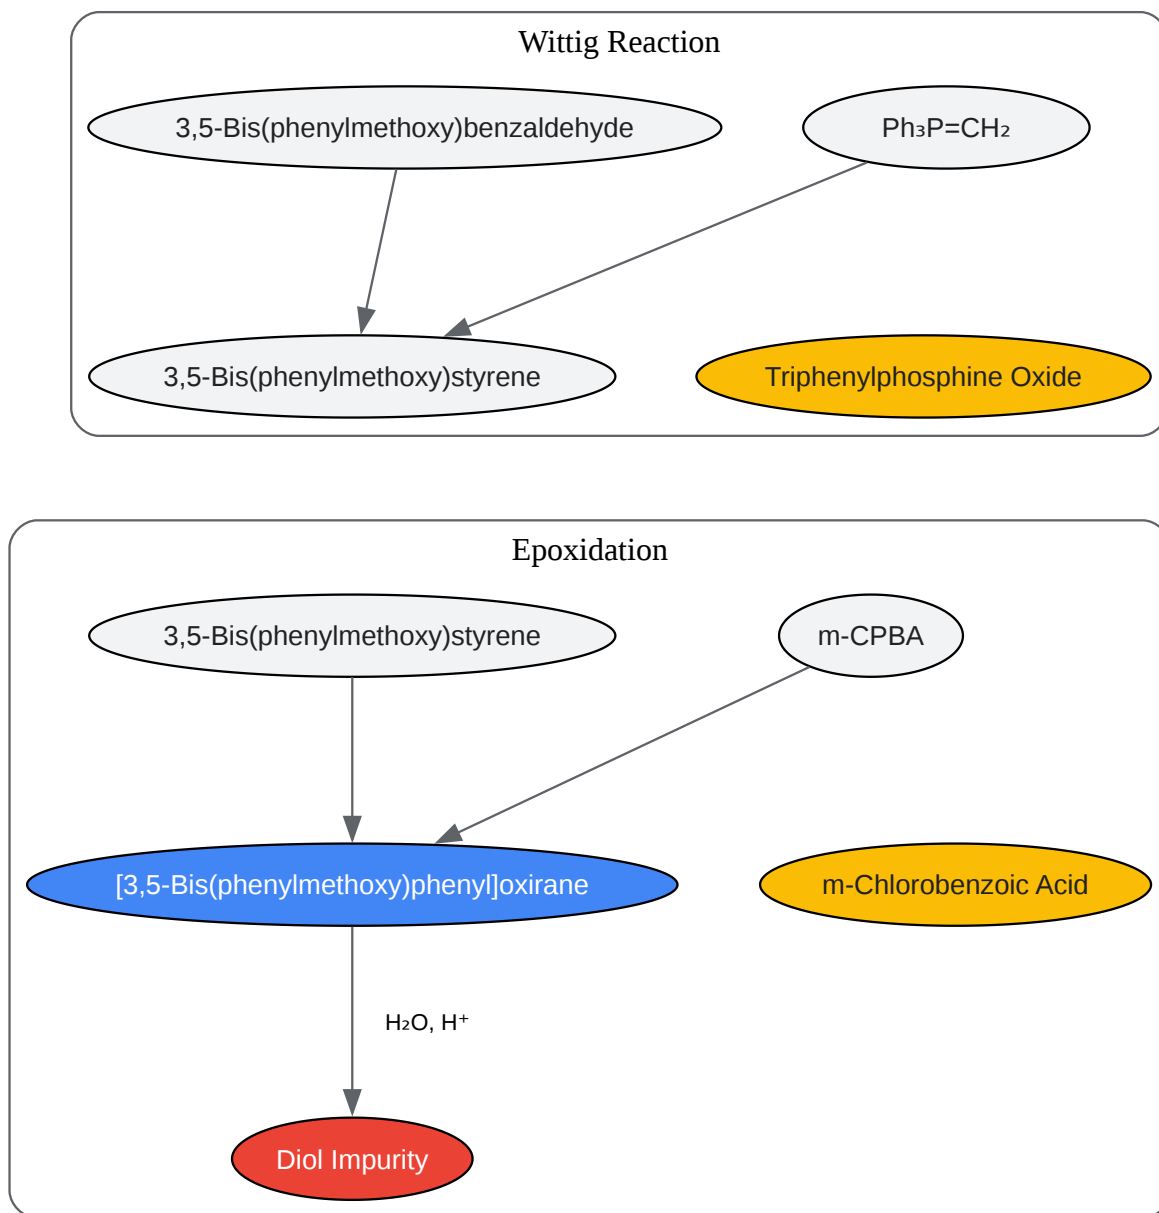 Wittig Reaction
3,5-Bis(phenylmethoxy)benzaldehyde
Ph₃P=CH₂
3,5-Bis(phenylmethoxy)styrene
Triphenylphosphine Oxide
Epoxidation
3,5-Bis(phenylmethoxy)styrene
m-CPBA
[3,5-Bis(phenylmethoxy)phenyl]oxirane
m-Chlorobenzoic Acid
H₂O, H⁺
Diol Impurity